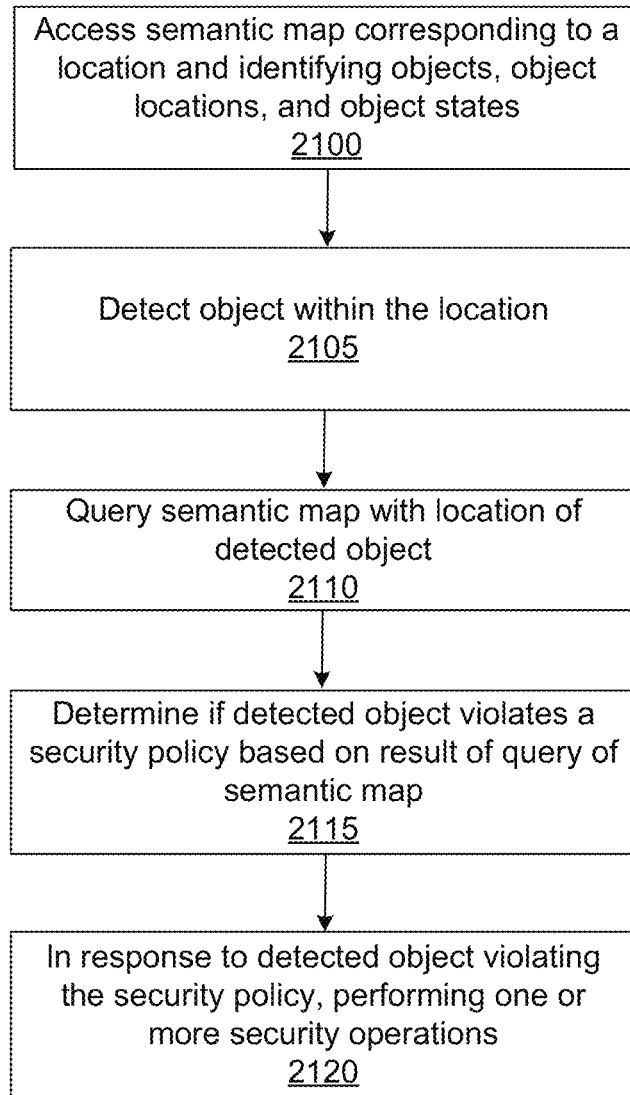 Access semantic map corresponding to a
location and identifying objects, object
locations, and object states
2100
Detect object within the location
2105
Query semantic map with location of
detected object
2110
Determine if detected object violates a
security policy based on result of query of
semantic map
2115
In response to detected object violating
the security policy, performing one or
more security operations
2120